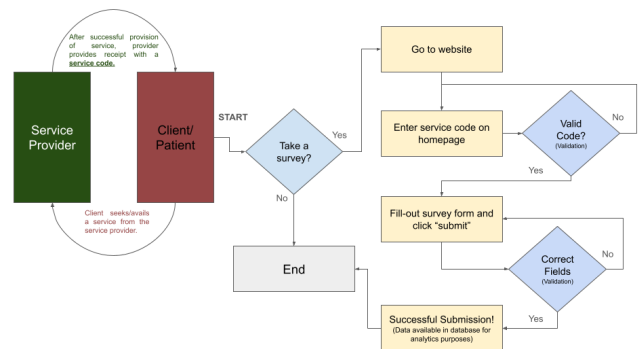 After successful provision
of service, provider
provides receipt with a
service code.
Service
Provider
Client/
Patient
Client seeks/avails
a service from the
service provider.
START
Take a
survey?
Yes
No
Go to website
Enter service code on
homepage
Valid
Code?
(Validation)
No
Yes
Fill-out survey form and
click “submit”
Correct
Fields
(Validation)
No
Yes
Successful Submission!
(Data available in database for
analytics purposes)
End